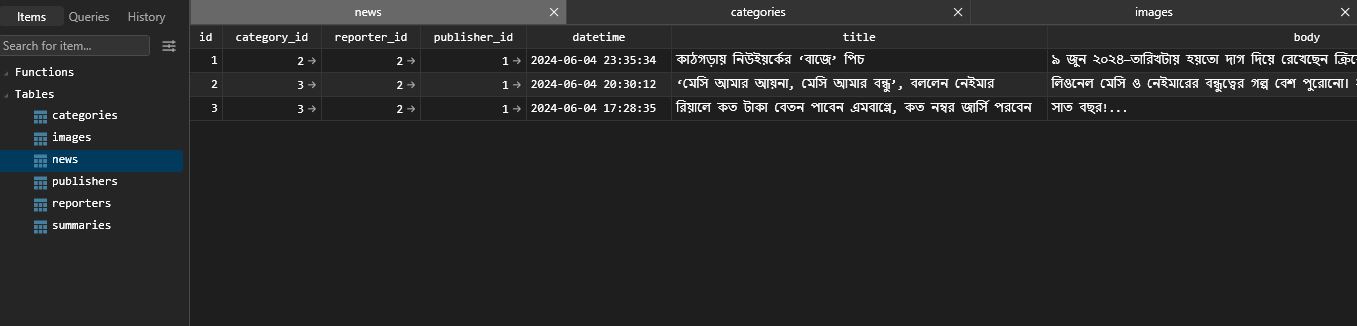 Items Queries History
news categories images
Search for item...
Functions
Tables
categories
images
news
publishers
reporters
summaries
id category_id reporter_id publisher_id datetime title body
1 2 → 2 → 1 → 2024-06-04 23:35:34 কাঠগড়ায় নিউইয়র্কের ‘বাজে’ পিচ ৯ জুন ২০২৪—তারিখটায় হয়তো দাগ দিয়ে রেখেছেন
2 3 → 2 → 1 → 2024-06-04 20:30:12 ‘মেসি আমার আয়না, মেসি আমার বন্ধু’, বললেন নেইমার লিওনেল মেসি ও নেইমারের বন্ধুত্বের গল্প বেশ পুরোনো।
3 3 → 2 → 1 → 2024-06-04 17:28:35 রিয়ালে কত টাকা বেতন পাবেন এমবাপ্পে, কত নম্বর জার্সি পরবেন সাত বছর!...